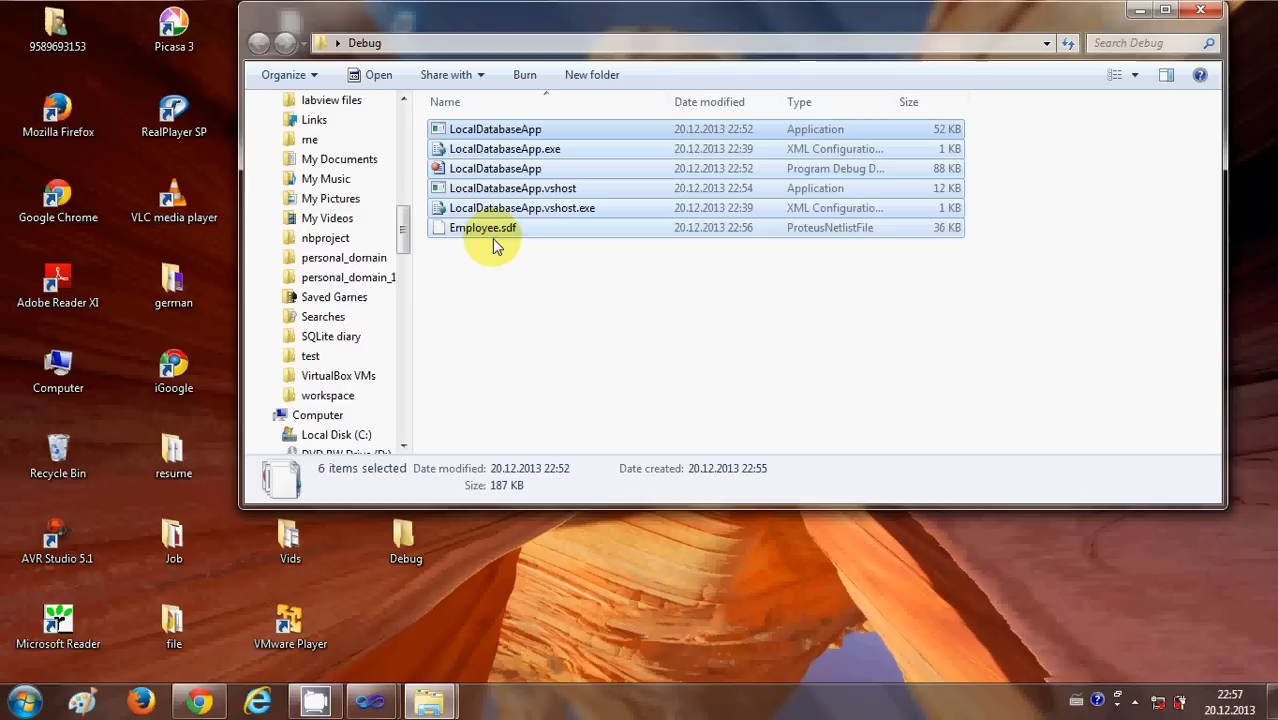 9589693153
Picasa 3
Mozilla Firefox
RealPlayer SP
Google Chrome
VLC media player
Adobe Reader XI
german
Computer
iGoogle
Recycle Bin
resume
AVR Studio 5.1
Job
Vids
Debug
Microsoft Reader
file
VMware Player
Debug
Search Debug
Organize
Open
Share with
Burn
New folder
labview files
Links
me
My Documents
My Music
My Pictures
My Videos
nbproject
personal_domain
personal_domain_1
Saved Games
Searches
SQLite diary
test
VirtualBox VMs
workspace
Computer
Local Disk (C:)
DVD RW Drive (D:)
Name Date modified Type Size
LocalDatabaseApp 20.12.2013 22:52 Application 52 KB
LocalDatabaseApp.exe 20.12.2013 22:39 XML Configuratio... 1 KB
LocalDatabaseApp 20.12.2013 22:52 Program Debug D... 88 KB
LocalDatabaseApp.vshost 20.12.2013 22:54 Application 12 KB
LocalDatabaseApp.vshost.exe 20.12.2013 22:39 XML Configuratio... 1 KB
Employee.sdf 20.12.2013 22:56 ProteusNetlistFile 36 KB
6 items selected Date modified: 20.12.2013 22:52 Date created: 20.12.2013 22:55
Size: 187 KB
22:57
20.12.2013